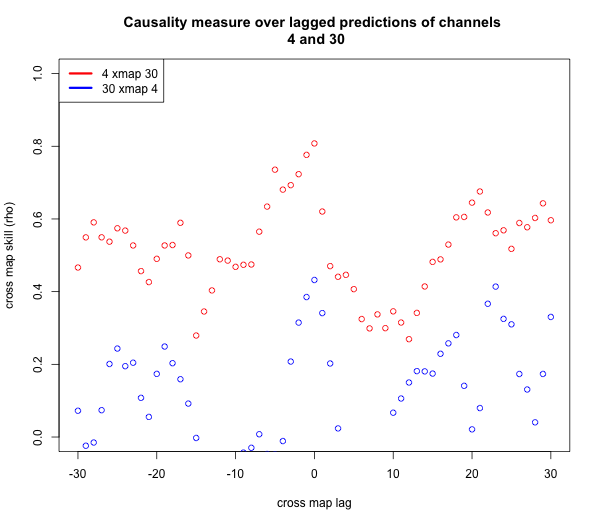 Causality measure over lagged predictions of channels
4 and 30
4 xmap 30
30 xmap 4
cross map skill (rho)
1.0
0.8
0.6
0.4
0.2
0.0
-30 -20 -10 0 10 20 30
cross map lag